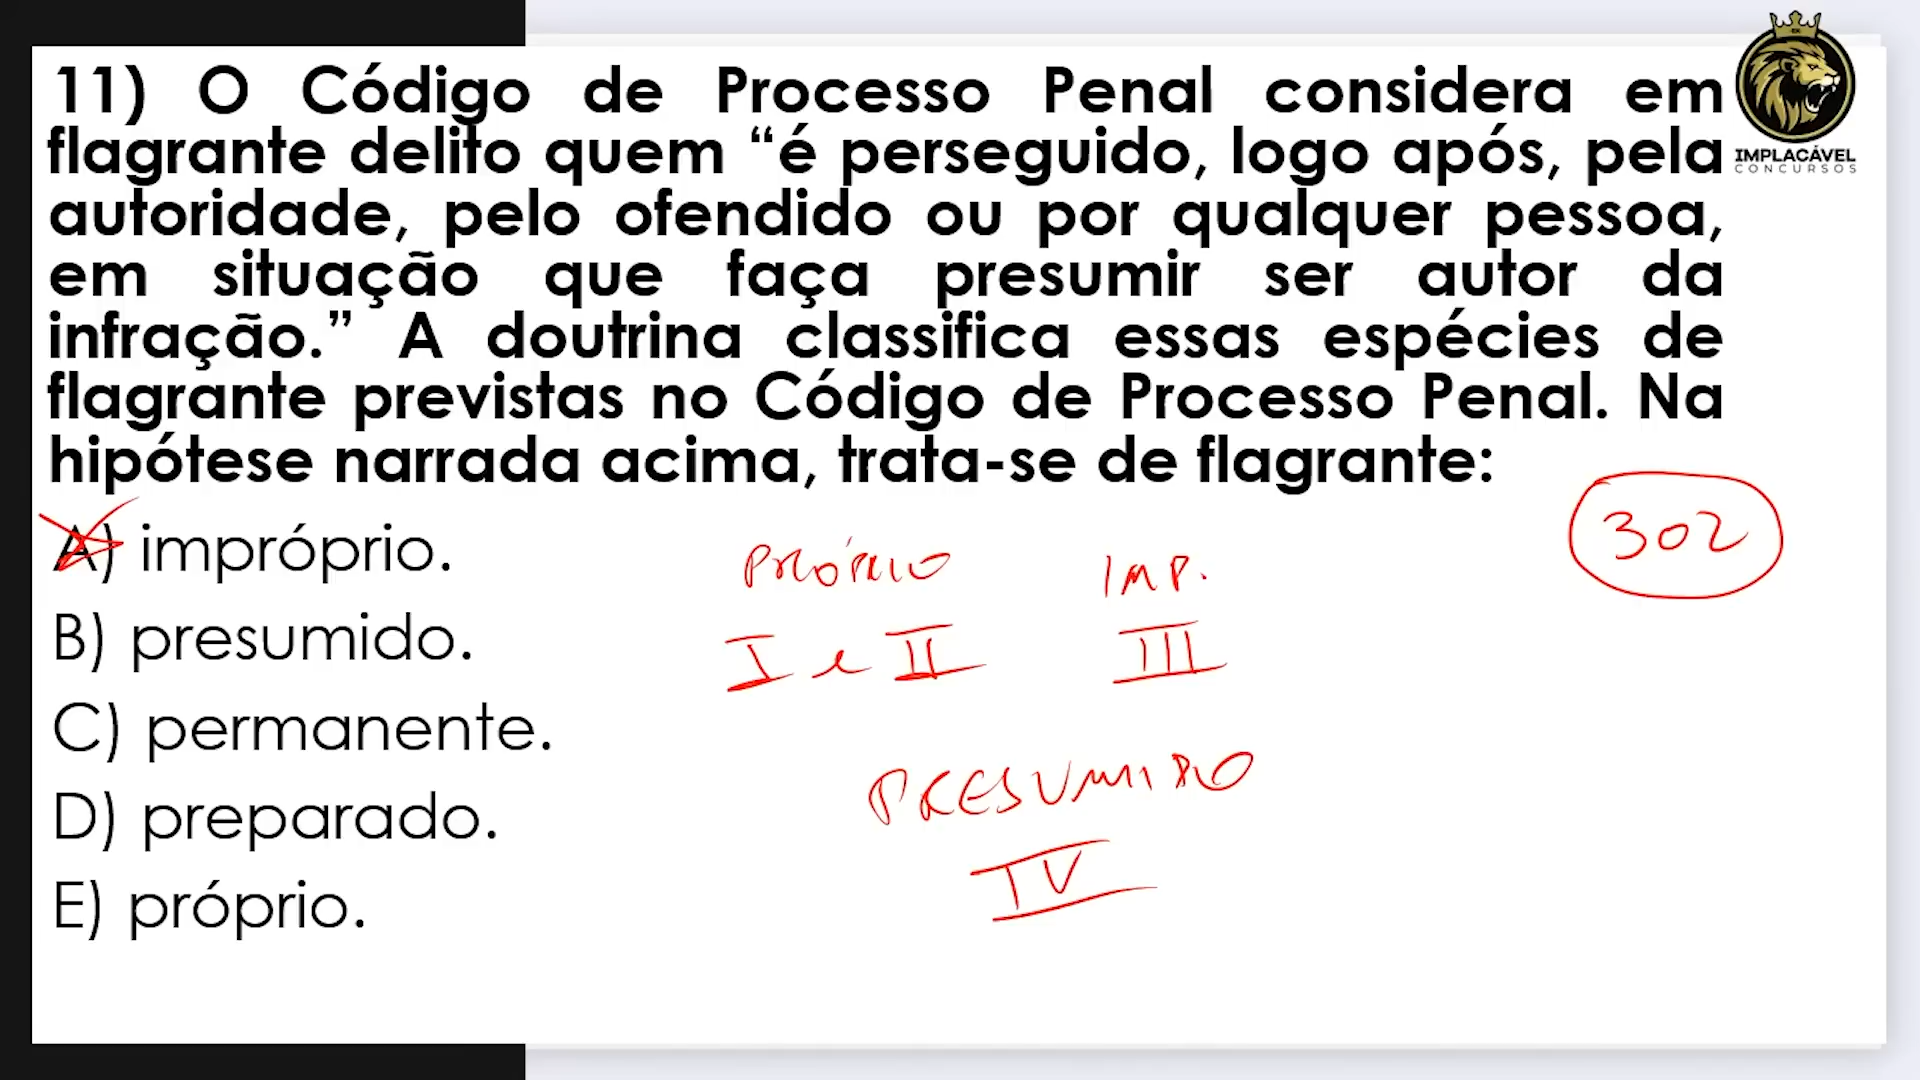 11) O Código de Processo Penal considera em
flagrante delito quem “é perseguido, logo após, pela
autoridade, pelo ofendido ou por qualquer pessoa,
em situação que faça presumir ser autor da
infração.” A doutrina classifica essas espécies de
flagrante previstas no Código de Processo Penal. Na
hipótese narrada acima, trata-se de flagrante:
IMPLACÁVEL
CONCURSOS
A) impróprio.
B) presumido.
C) permanente.
D) preparado.
E) próprio.
302
PRÓPRIO IMP.
I e II III
PRESUMIDO
IV